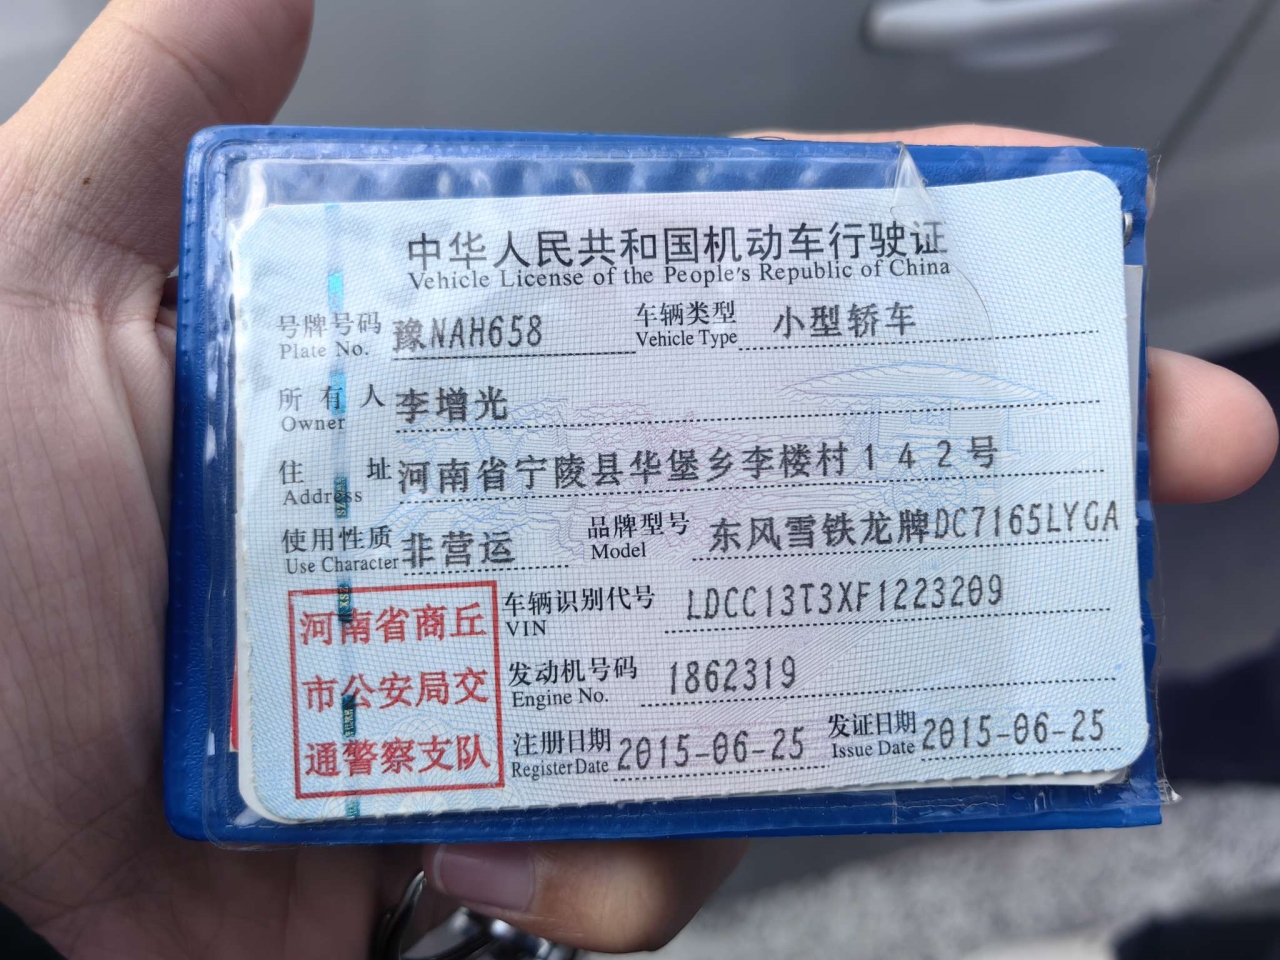 中华人民共和国机动车行驶证
Vehicle License of the People's Republic of China
号牌号码 豫NAH658 车辆类型 小型轿车
Plate No. Vehicle Type
所有人 李增光
Owner
住址 河南省宁陵县华堡乡李楼村142号
Address
使用性质 非营运 品牌型号 东风雪铁龙牌DC7165LYGA
Use Character Model
河南省商丘
市公安局交
通警察支队
车辆识别代号 LDCC13T3XF1223209
VIN
发动机号码 1862319
Engine No.
注册日期 2015-06-25 发证日期 2015-06-25
Register Date Issue Date